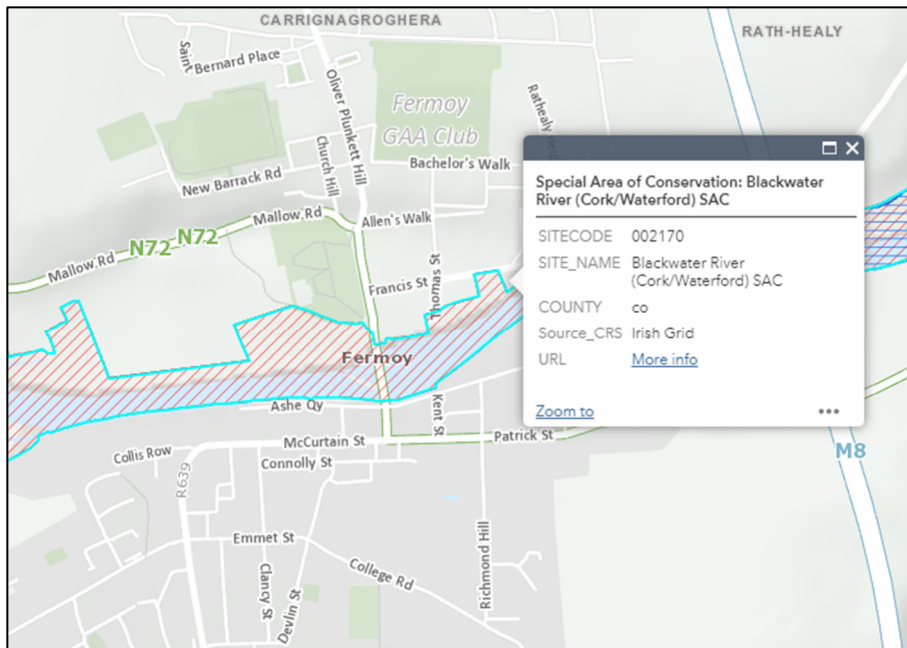 CARRIGNAGROGHERA
RATH-HEALY
Saint
Bernard Place
Oliver Plunkett Hill
Fermoy
GAA Club
Church Hill
Bachelor's Walk
New Barrack Rd
Mallow Rd
Allen's Walk
N72
N72
Mallow Rd
Francis St
Thomas St
Fermoy
Ashe Qy
Kent St
McCurtain St
Patrick St
Collis Row
Connolly St
R639
M8
Emmet St
Clancy St
Devlin St
College Rd
Richmond Hill
Special Area of Conservation: Blackwater
River (Cork/Waterford) SAC
SITECODE 002170
SITE_NAME Blackwater River
(Cork/Waterford) SAC
COUNTY co
Source_CRS Irish Grid
URL More info
Zoom to